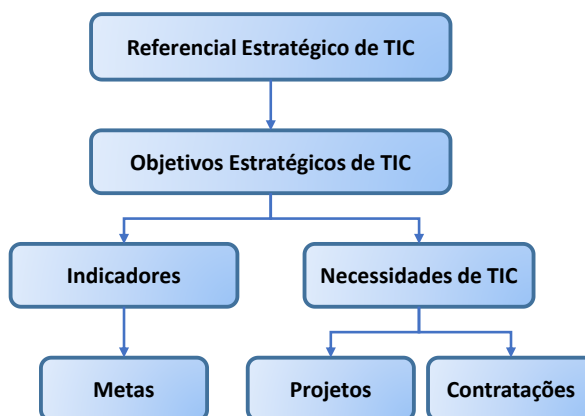 Referencial Estratégico de TIC
Objetivos Estratégicos de TIC
Indicadores
Necessidades de TIC
Metas
Projetos
Contratações